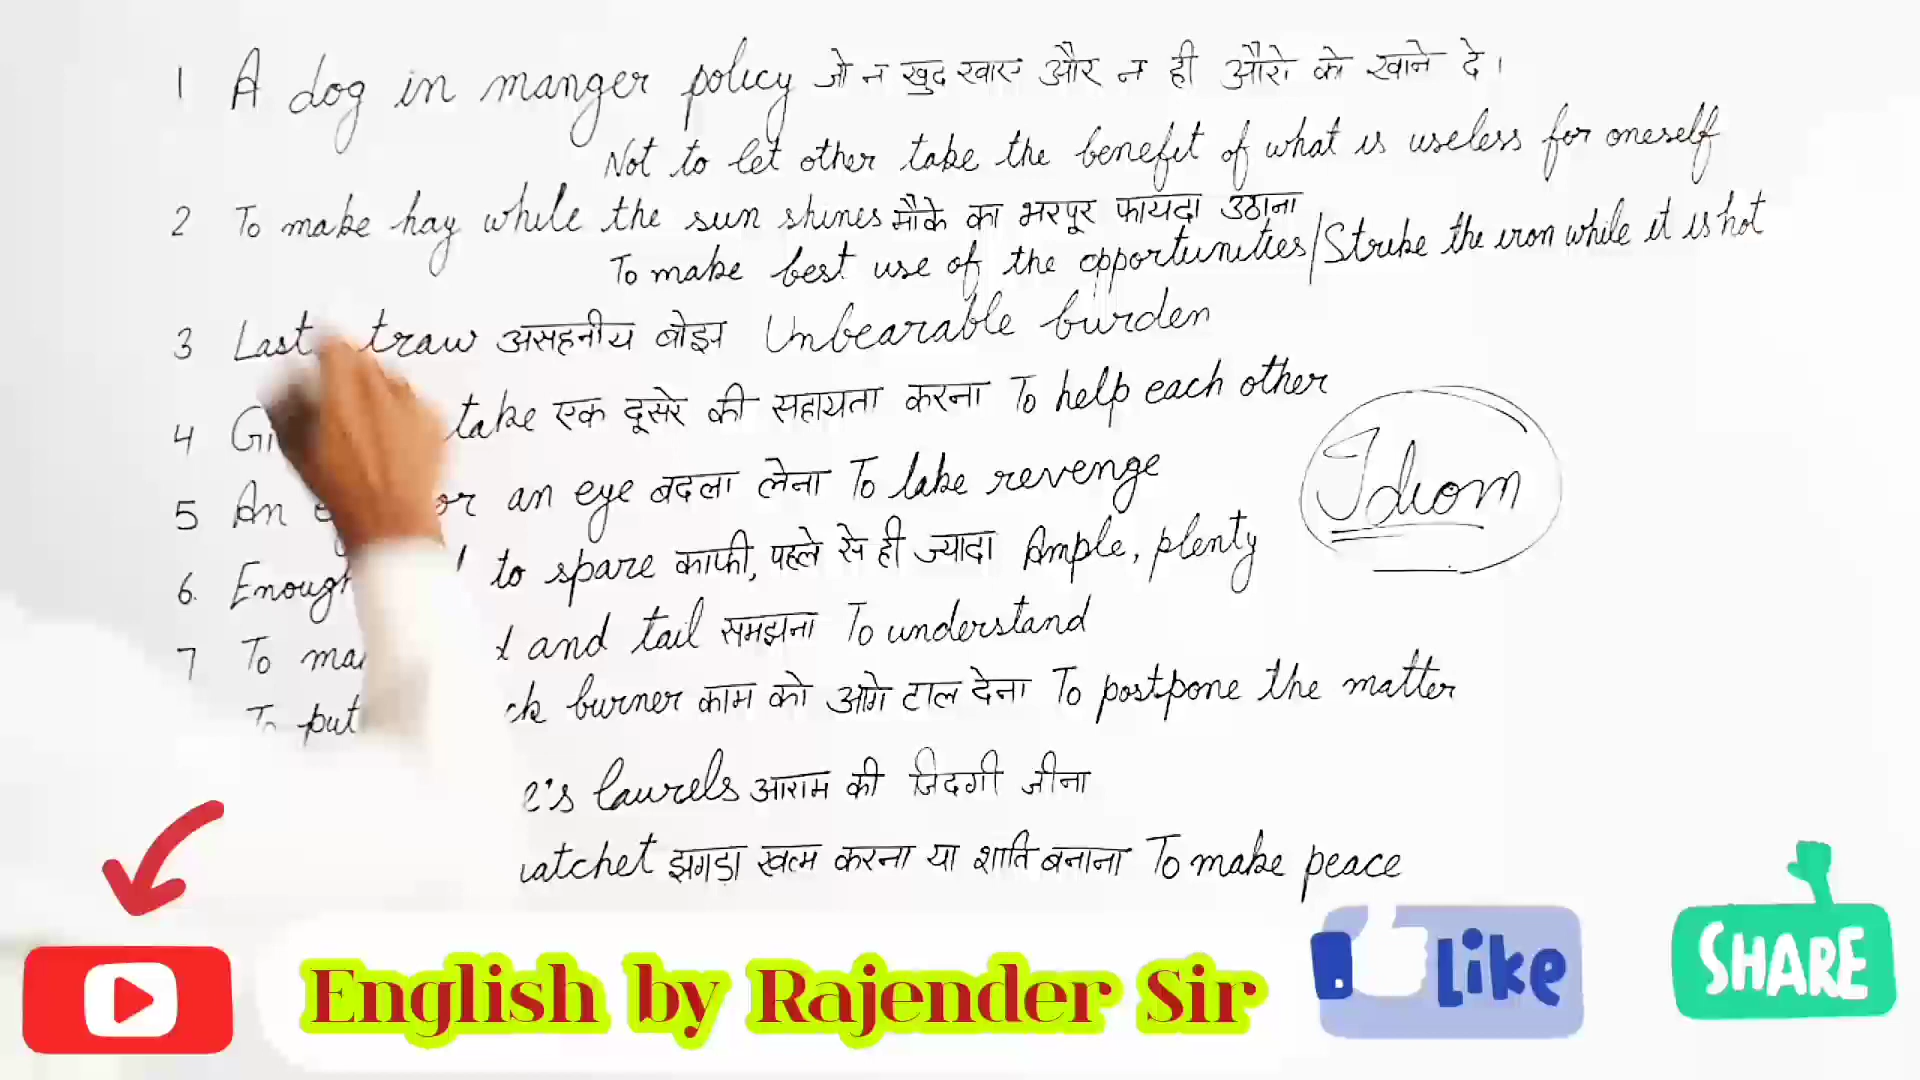 1 A dog in manger policy जो न खुद खाए और न ही औरो को खाने दे।
Not to let other take the benefit of what is useless for oneself
2 To make hay while the sun shines मौके का भरपूर फायदा उठाना
To make best use of the opportunities/Strike the iron while it is hot
3 Last traw असहनीय बोझ Unbearable burden
4 take एक दूसरे की सहायता करना To help each other
5 An or an eye बदला लेना To take revenge
6. Enough to spare काफी, पहले से ही ज्यादा Ample, plenty
7 To and tail समझना To understand
To put ck burner काम को आगे टाल देना To postpone the matter
e's laurels आराम की जिदगी जीना
hatchet झगड़ा खत्म करना या शाति बनाना To make peace
Idiom
English by Rajender Sir
Like
SHARE